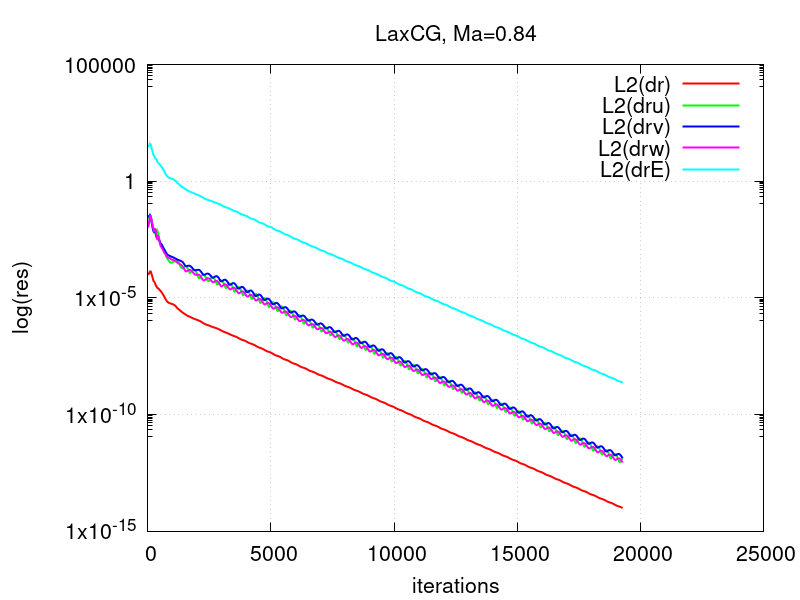 LaxCG, Ma=0.84
100000
1
1x10^-5
1x10^-10
1x10^-15
log(res)
L2(dr)
L2(dru)
L2(drv)
L2(drw)
L2(drE)
0 5000 10000 15000 20000 25000
iterations